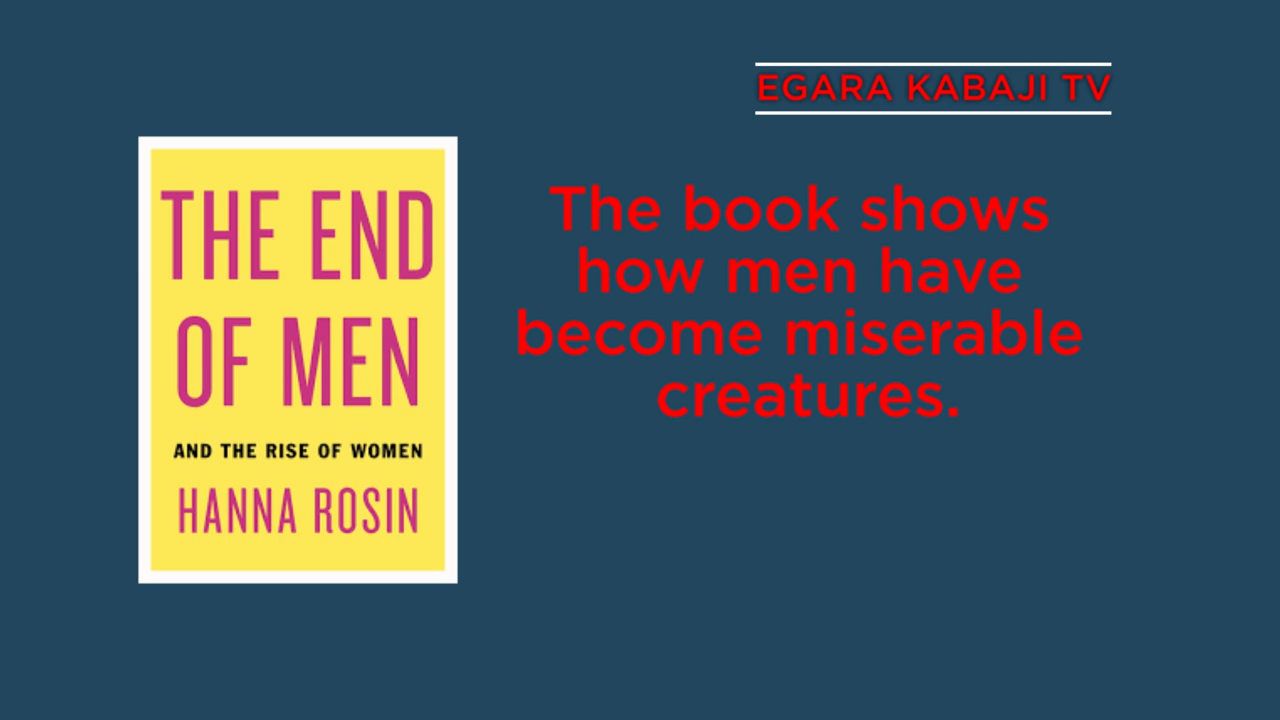 EGARA KABAJI TV
THE END
OF MEN
AND THE RISE OF WOMEN
HANNA ROSIN
The book shows
how men have
become miserable
creatures.